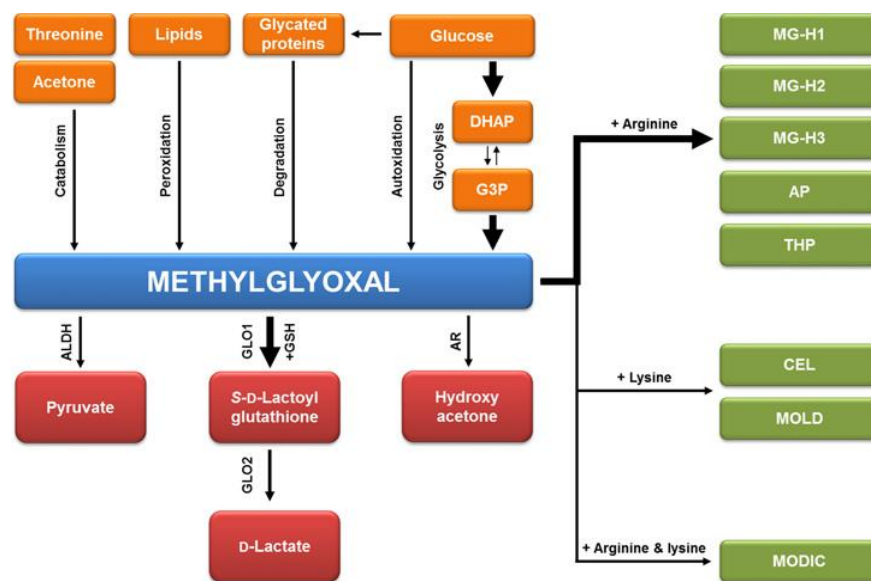 Threonine
Lipids
Glycated
proteins
Glucose
Acetone
DHAP
G3P
Catabolism
Peroxidation
Degradation
Autoxidation
Glycolysis
METHYLGLYOXAL
ALDH
GLO1
+GSH
AR
Pyruvate
S-D-Lactoyl
glutathione
Hydroxy
acetone
GLO2
D-Lactate
+ Arginine
MG-H1
MG-H2
MG-H3
AP
THP
+ Lysine
CEL
MOLD
+ Arginine & lysine
MODIC